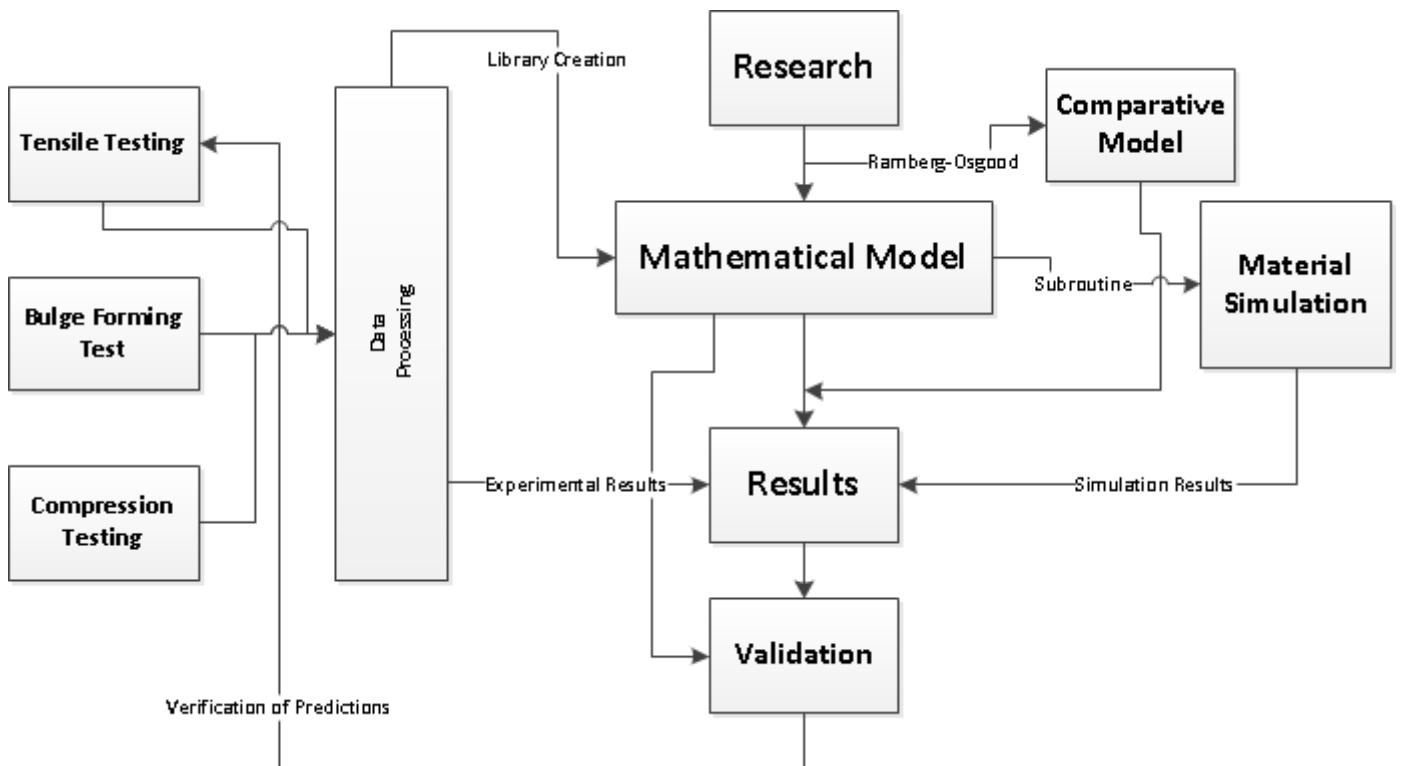 Library Creation
Research
Comparative
Model
Tensile Testing
Ramberg-Osgood
Mathematical Model
Subroutine
Material
Simulation
Bulge Forming
Test
Data
Processing
Compression
Testing
Experimental Results
Results
Simulation Results
Validation
Verification of Predictions